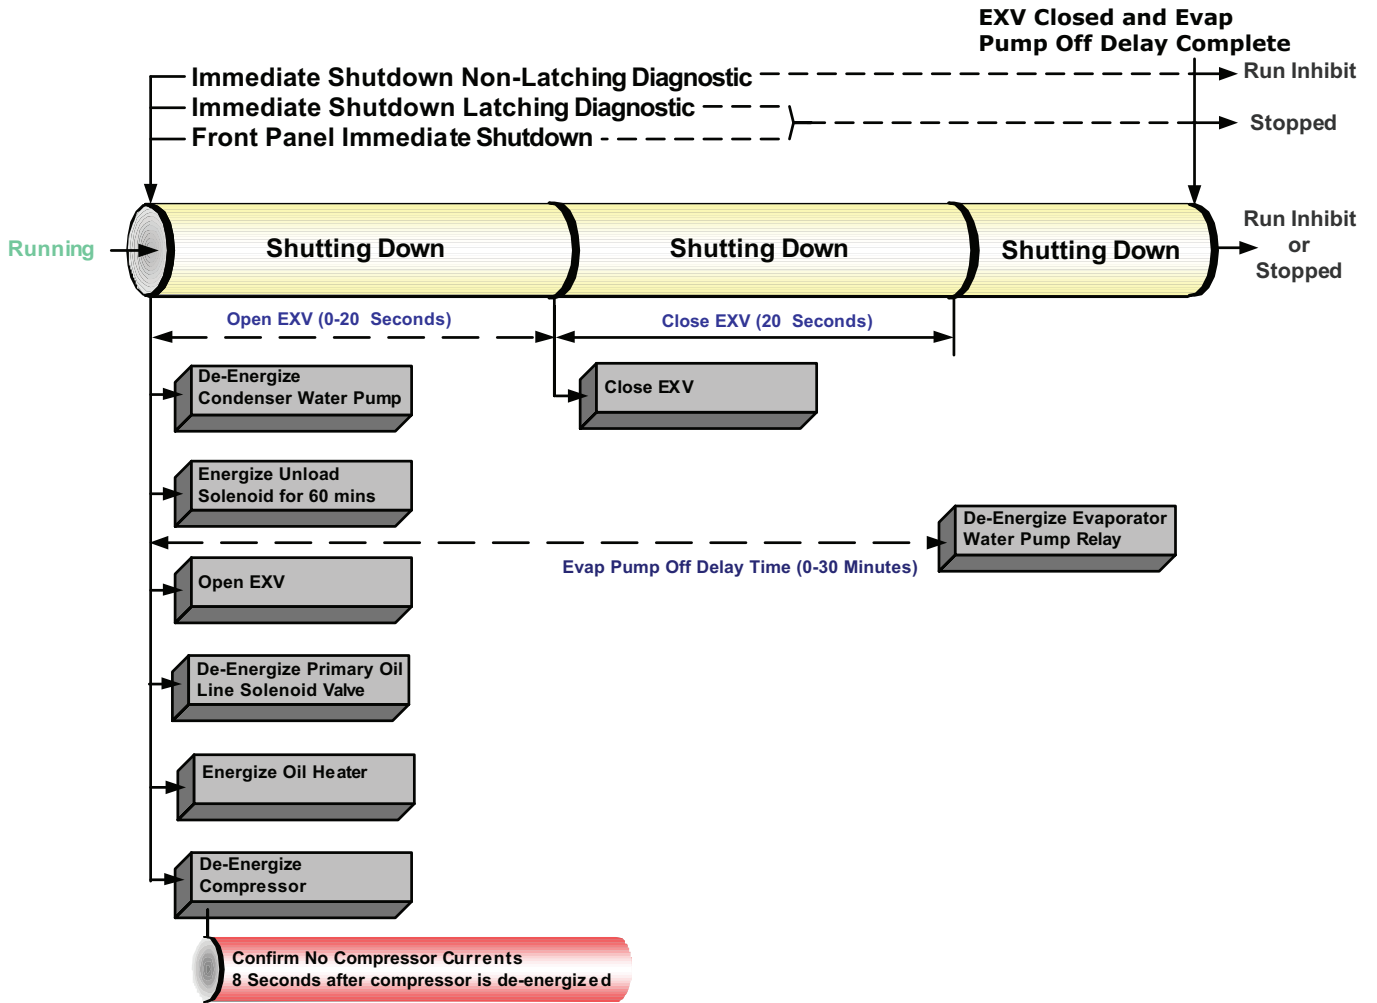 EXV Closed and Evap
Pump Off Delay Complete
Immediate Shutdown Non-Latching Diagnostic
Run Inhibit
Immediate Shutdown Latching Diagnostic
Stopped
Front Panel Immediate Shutdown
Running
Shutting Down
Shutting Down
Shutting Down
Run Inhibit
or
Stopped
Open EXV (0-20 Seconds)
Close EXV (20 Seconds)
De-Energize
Condenser Water Pump
Close EXV
Energize Unload
Solenoid for 60 mins
De-Energize Evaporator
Water Pump Relay
Evap Pump Off Delay Time (0-30 Minutes)
Open EXV
De-Energize Primary Oil
Line Solenoid Valve
Energize Oil Heater
De-Energize
Compressor
Confirm No Compressor Currents
8 Seconds after compressor is de-energized